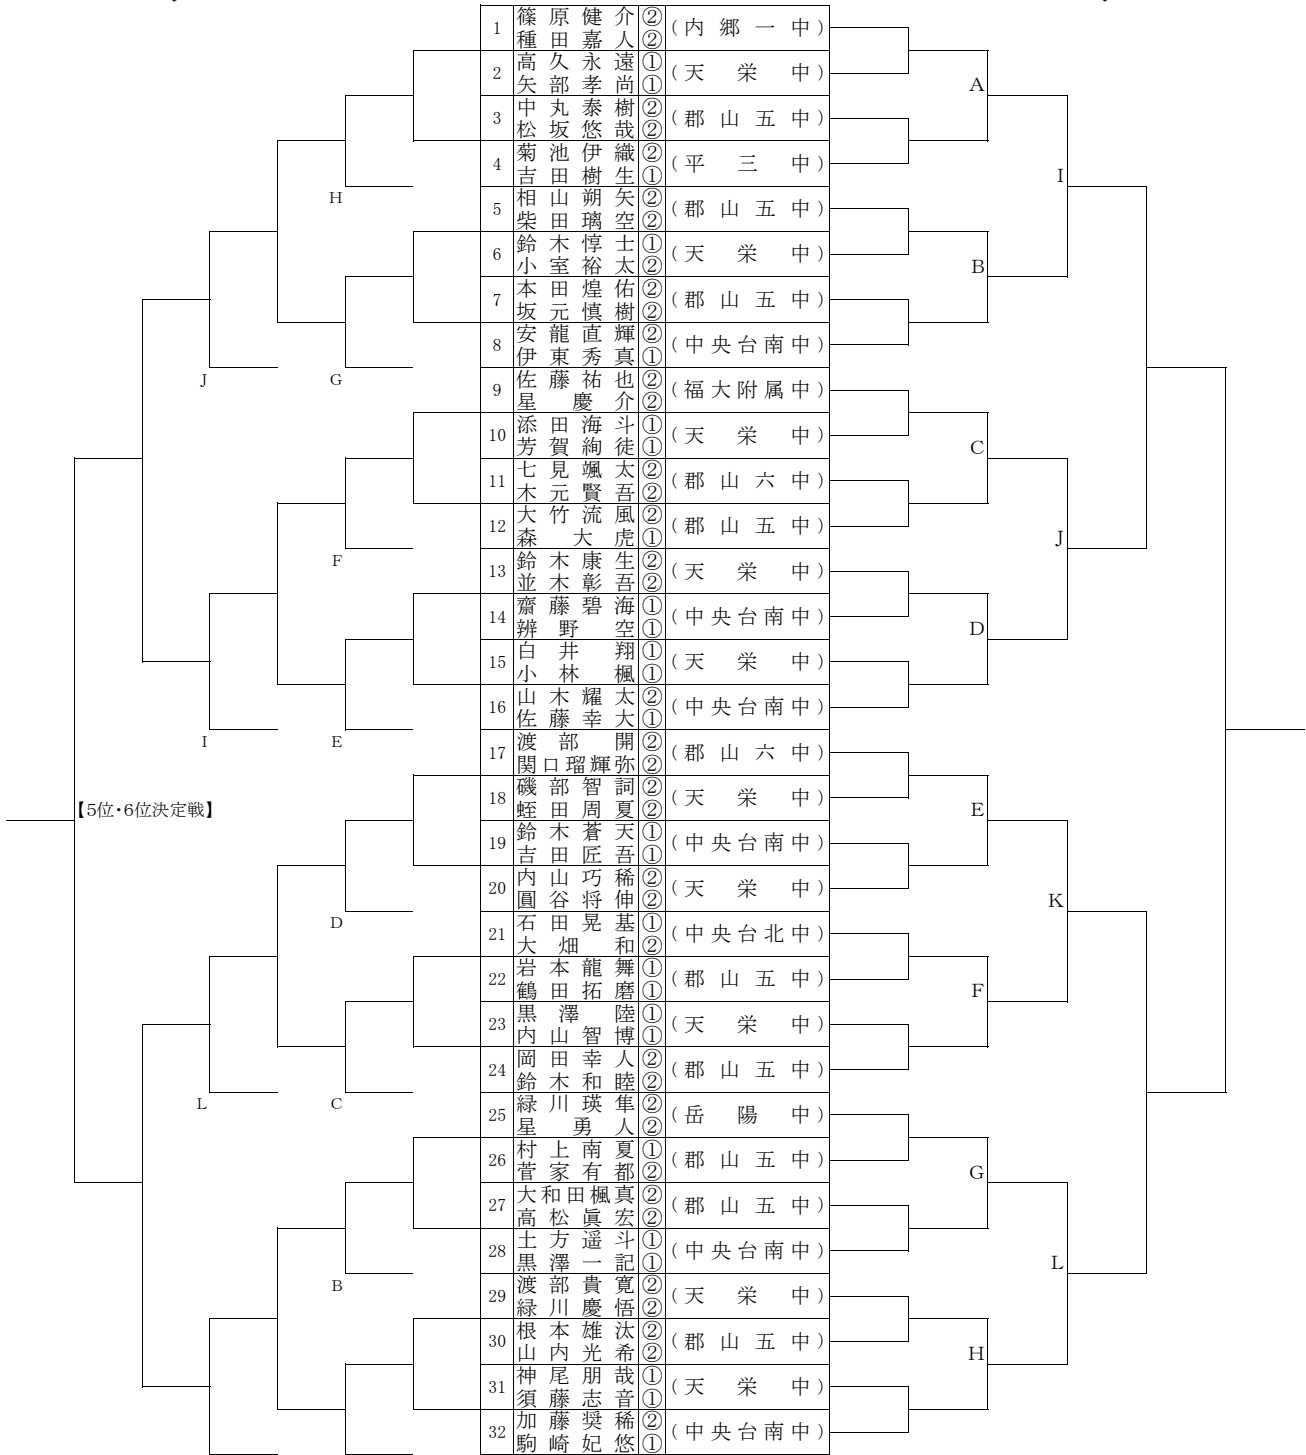 1 篠原健介② (内郷一中)
種田嘉人②
2 高久永遠① (天栄中)
矢部孝尚①
A
3 中丸泰樹② (郡山五中)
松坂悠哉②
4 菊池伊織② (平三中)
吉田樹生①
I
H
5 相山朔矢② (郡山五中)
柴田璃空②
6 鈴木惇士① (天栄中)
小室裕太②
B
7 本田煌佑② (郡山五中)
坂元慎樹②
8 安龍直輝② (中央台南中)
伊東秀真①
J G
9 佐藤祐也② (福大附属中)
星慶介②
10 添田海斗① (天栄中)
芳賀絢徒①
C
11 七見颯太② (郡山六中)
木元賢吾②
12 大竹流風② (郡山五中)
森大虎①
J
F
13 鈴木康生② (天栄中)
並木彰吾②
14 齋藤碧海① (中央台南中)
辨野空①
D
15 白井翔① (天栄中)
小林楓①
16 山木耀太② (中央台南中)
佐藤幸大①
I E
17 渡部開② (郡山六中)
関口瑠輝弥②
18 磯部智詞② (天栄中)
蛭田周夏②
【5位・6位決定戦】
E
19 鈴木蒼天① (中央台南中)
吉田匠吾①
20 内山巧稀② (天栄中)
圓谷将伸②
K
D
21 石田晃基① (中央台北中)
大畑和②
22 岩本龍舞① (郡山五中)
鶴田拓磨①
F
23 黒澤陸① (天栄中)
内山智博①
24 岡田幸人② (郡山五中)
鈴木和睦②
L C
25 緑川瑛隼② (岳陽中)
星勇人②
26 村上南夏① (郡山五中)
菅家有都②
G
27 大和田楓真② (郡山五中)
高松眞宏②
28 土方遥斗① (中央台南中)
黒澤一記①
L
B
29 渡部貴寛② (天栄中)
緑川慶悟②
30 根本雄汰② (郡山五中)
山内光希②
H
31 神尾朋哉① (天栄中)
須藤志音①
32 加藤奨稀② (中央台南中)
駒崎妃悠①